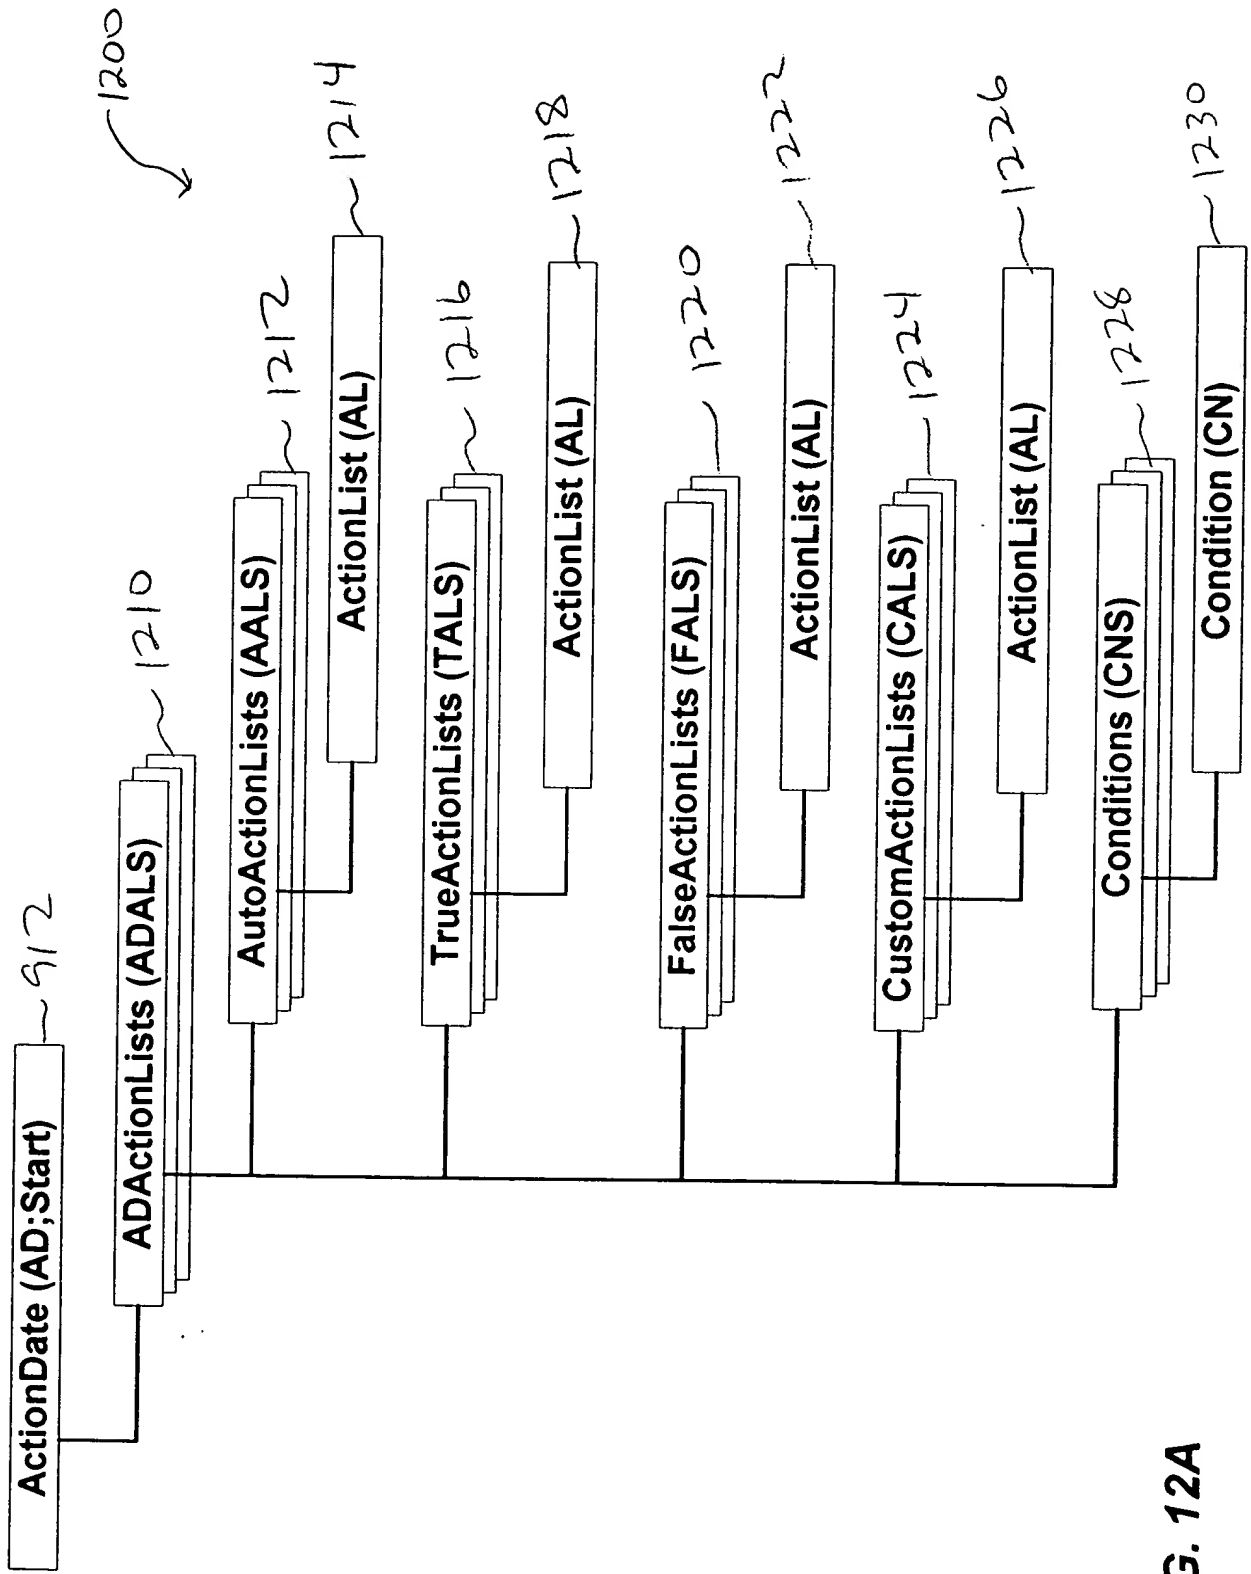 1200
ActionDate (AD;Start)
912
ADActionLists (ADALS)
1210
AutoActionLists (AALS)
1212
ActionList (AL)
1214
TrueActionLists (TALS)
1216
ActionList (AL)
1218
FalseActionLists (FALS)
1220
ActionList (AL)
1222
CustomActionLists (CALS)
1224
ActionList (AL)
1226
Conditions (CNS)
1228
Condition (CN)
1230
G. 12A